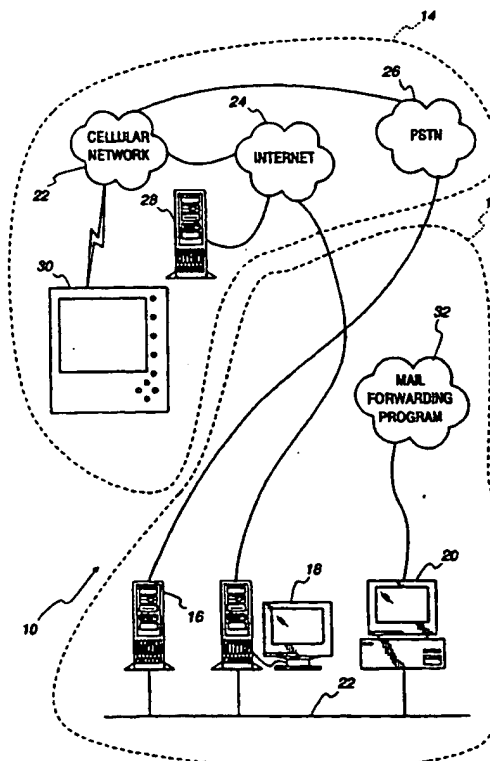 14
26
24
CELLULAR
NETWORK
INTERNET
PSTN
22
28
1
30
32
MAIL
FORWARDING
PROGRAM
18
20
16
10
22